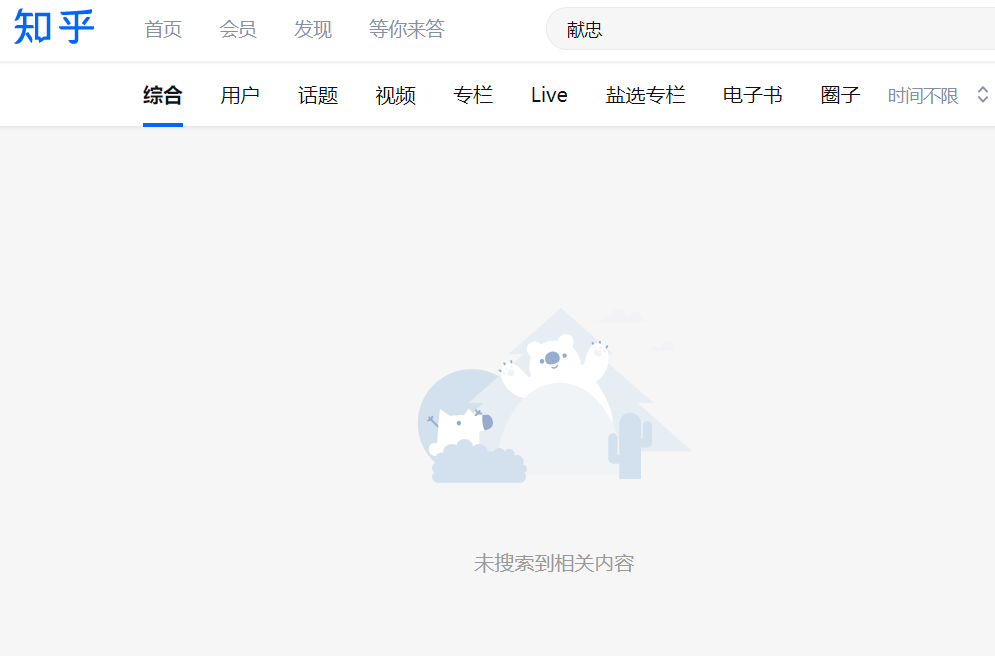 知乎 首页 会员 发现 等你来答 献忠
综合 用户 话题 视频 专栏 Live 盐选专栏 电子书 圈子 时间不限
未搜索到相关内容